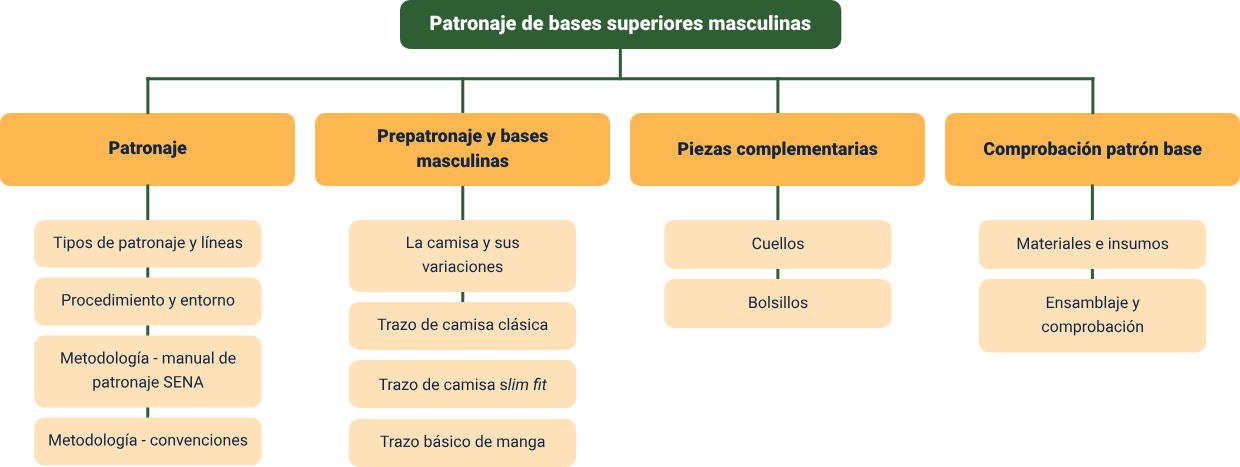 Patronaje de bases superiores masculinas
Patronaje
Tipos de patronaje y líneas
Procedimiento y entorno
Metodología - manual de
patronaje SENA
Metodología - convenciones
Prepatronaje y bases
masculinas
La camisa y sus
variaciones
Trazo de camisa clásica
Trazo de camisa slim fit
Trazo básico de manga
Piezas complementarias
Cuellos
Bolsillos
Comprobación patrón base
Materiales e insumos
Ensamblaje y
comprobación